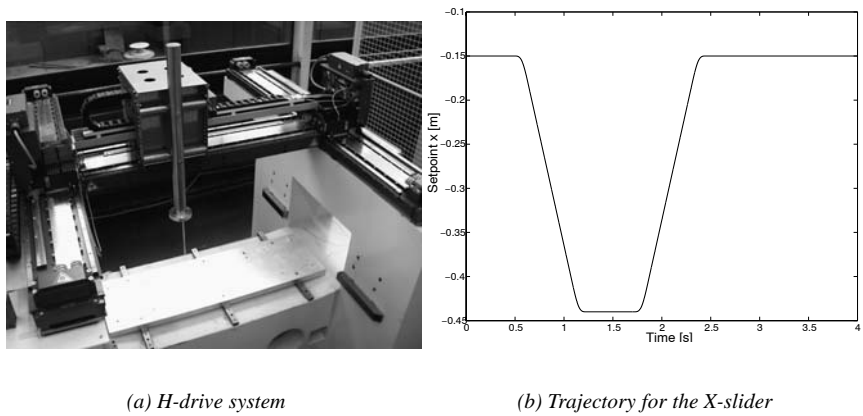 -0.1
-0.15
-0.2
-0.25
-0.3
-0.35
-0.4
-0.45
Setpoint x [m]
0 0.5 1 1.5 2 2.5 3 3.5 4
Time [s]
(a) H-drive system
(b) Trajectory for the X-slider